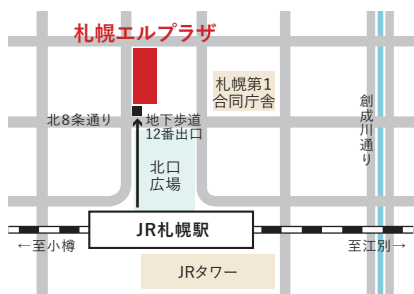 札幌エルプラザ
札幌第1
合同庁舎
創成川通り
北8条通り
地下歩道
12番出口
北口
広場
JR札幌駅
←至小樽
至江別→
JRタワー